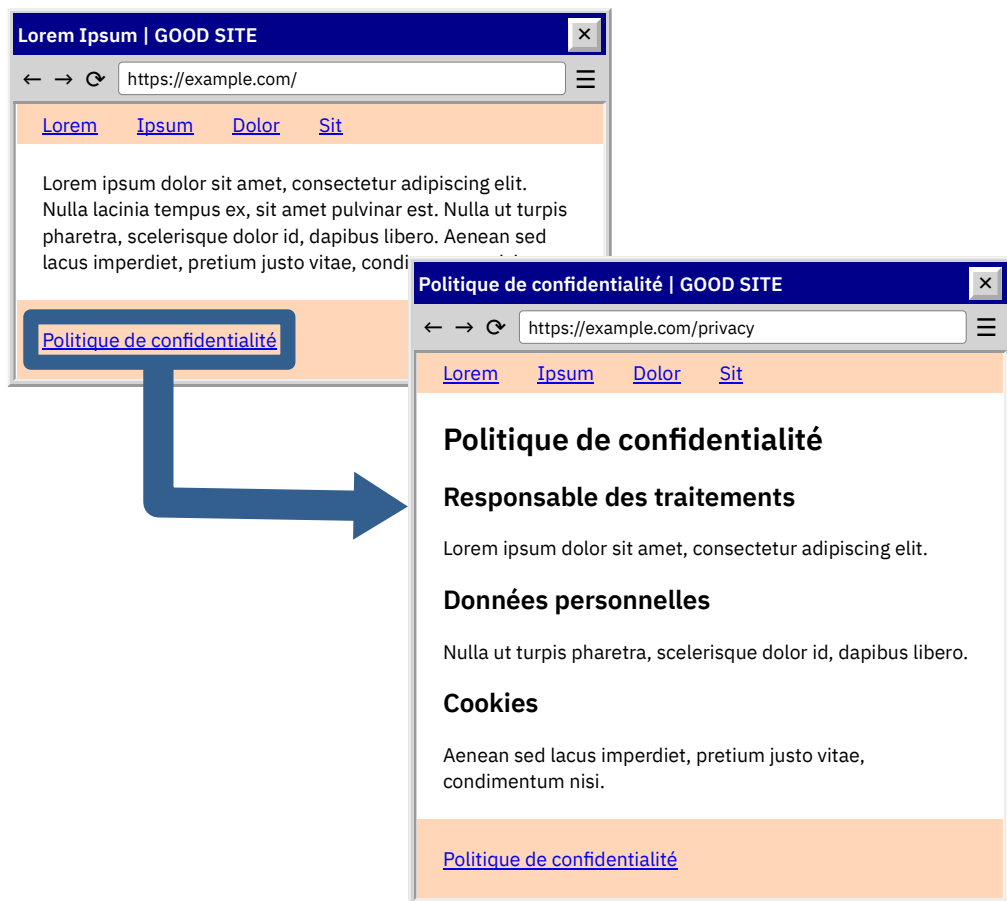 Lorem Ipsum | GOOD SITE
https://example.com/
Lorem Ipsum Dolor Sit
Lorem ipsum dolor sit amet, consectetur adipiscing elit.
Nulla lacinia tempus ex, sit amet pulvinar est. Nulla ut turpis
pharetra, scelerisque dolor id, dapibus libero. Aenean sed
lacus imperdiet, pretium justo vitae,
Politique de confidentialité
Politique de confidentialité | GOOD SITE
https://example.com/privacy
Lorem Ipsum Dolor Sit
Politique de confidentialité
Responsable des traitements
Lorem ipsum dolor sit amet, consectetur adipiscing elit.
Données personnelles
Nulla ut turpis pharetra, scelerisque dolor id, dapibus libero.
Cookies
Aenean sed lacus imperdiet, pretium justo vitae,
condimentum nisi.
Politique de confidentialité